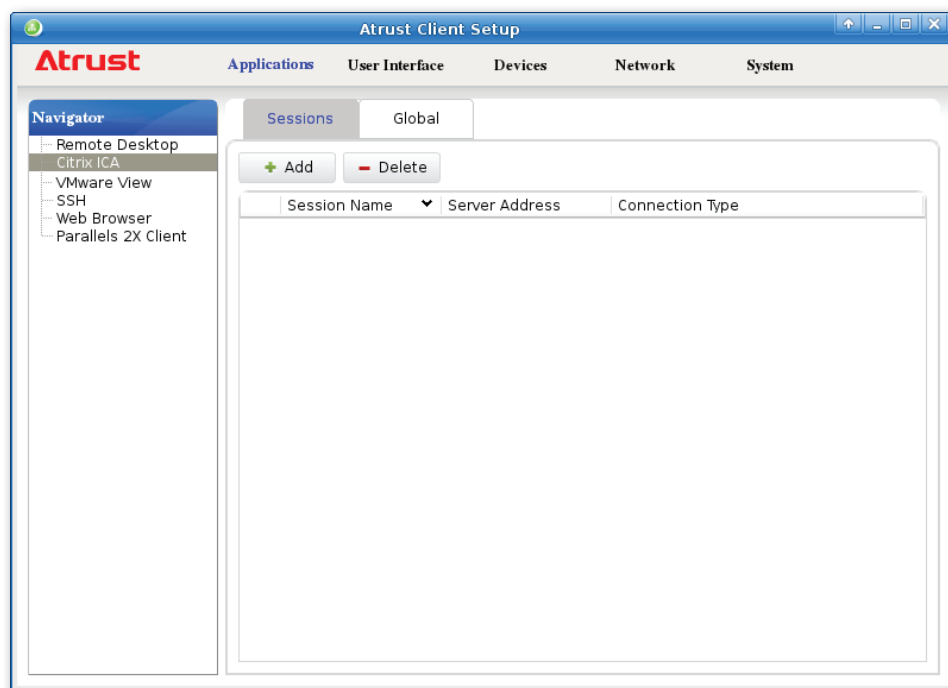 Atrust Client Setup
Atrust
Applications User Interface Devices Network System
Navigator
Remote Desktop
Citrix ICA
VMware View
SSH
Web Browser
Parallels 2X Client
Sessions Global
Add Delete
Session Name Server Address Connection Type